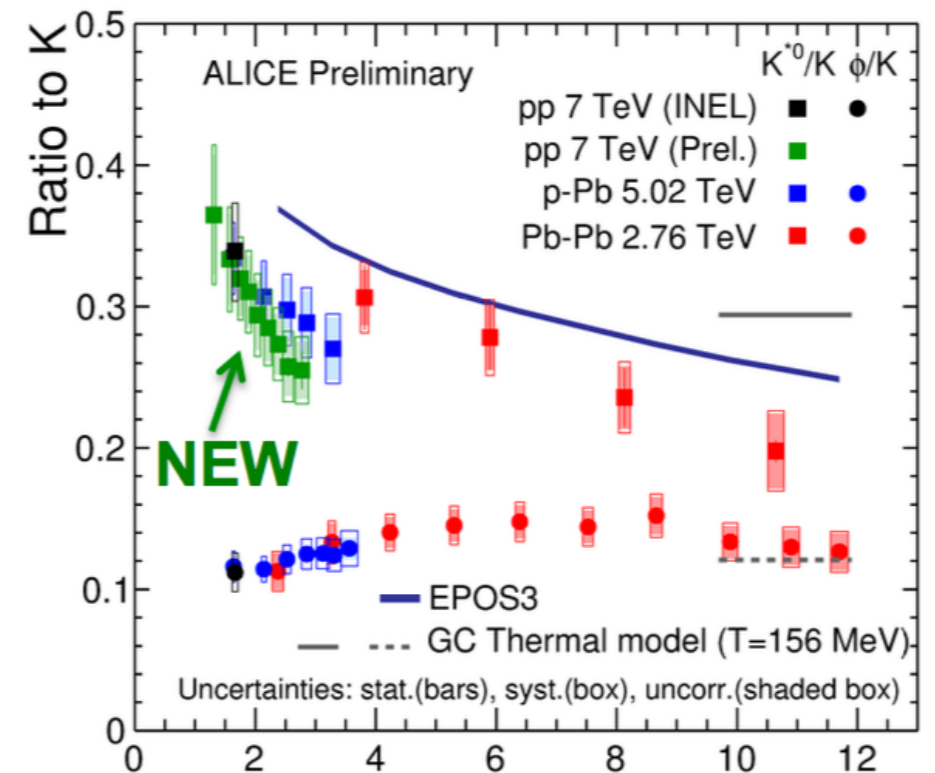 Ratio to K
0.5
0.4
0.3
0.2
0.1
0
ALICE Preliminary
K*0/K ϕ/K
pp 7 TeV (INEL)
pp 7 TeV (Prel.)
p-Pb 5.02 TeV
Pb-Pb 2.76 TeV
NEW
EPOS3
GC Thermal model (T=156 MeV)
Uncertainties: stat.(bars), syst.(box), uncorr.(shaded box)
0 2 4 6 8 10 12